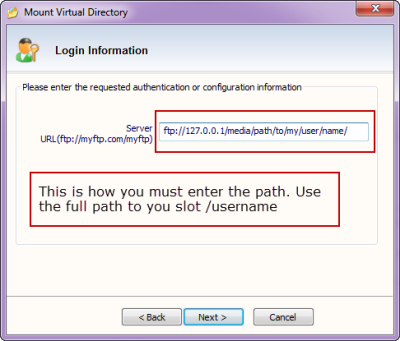 Mount Virtual Directory
Login Information
Please enter the requested authentication or configuration information
Server
URL(ftp://myftp.com/myftp)
ftp://127.0.0.1/media/path/to/my/user/name/
This is how you must enter the path. Use
the full path to you slot /username
< Back
Next >
Cancel